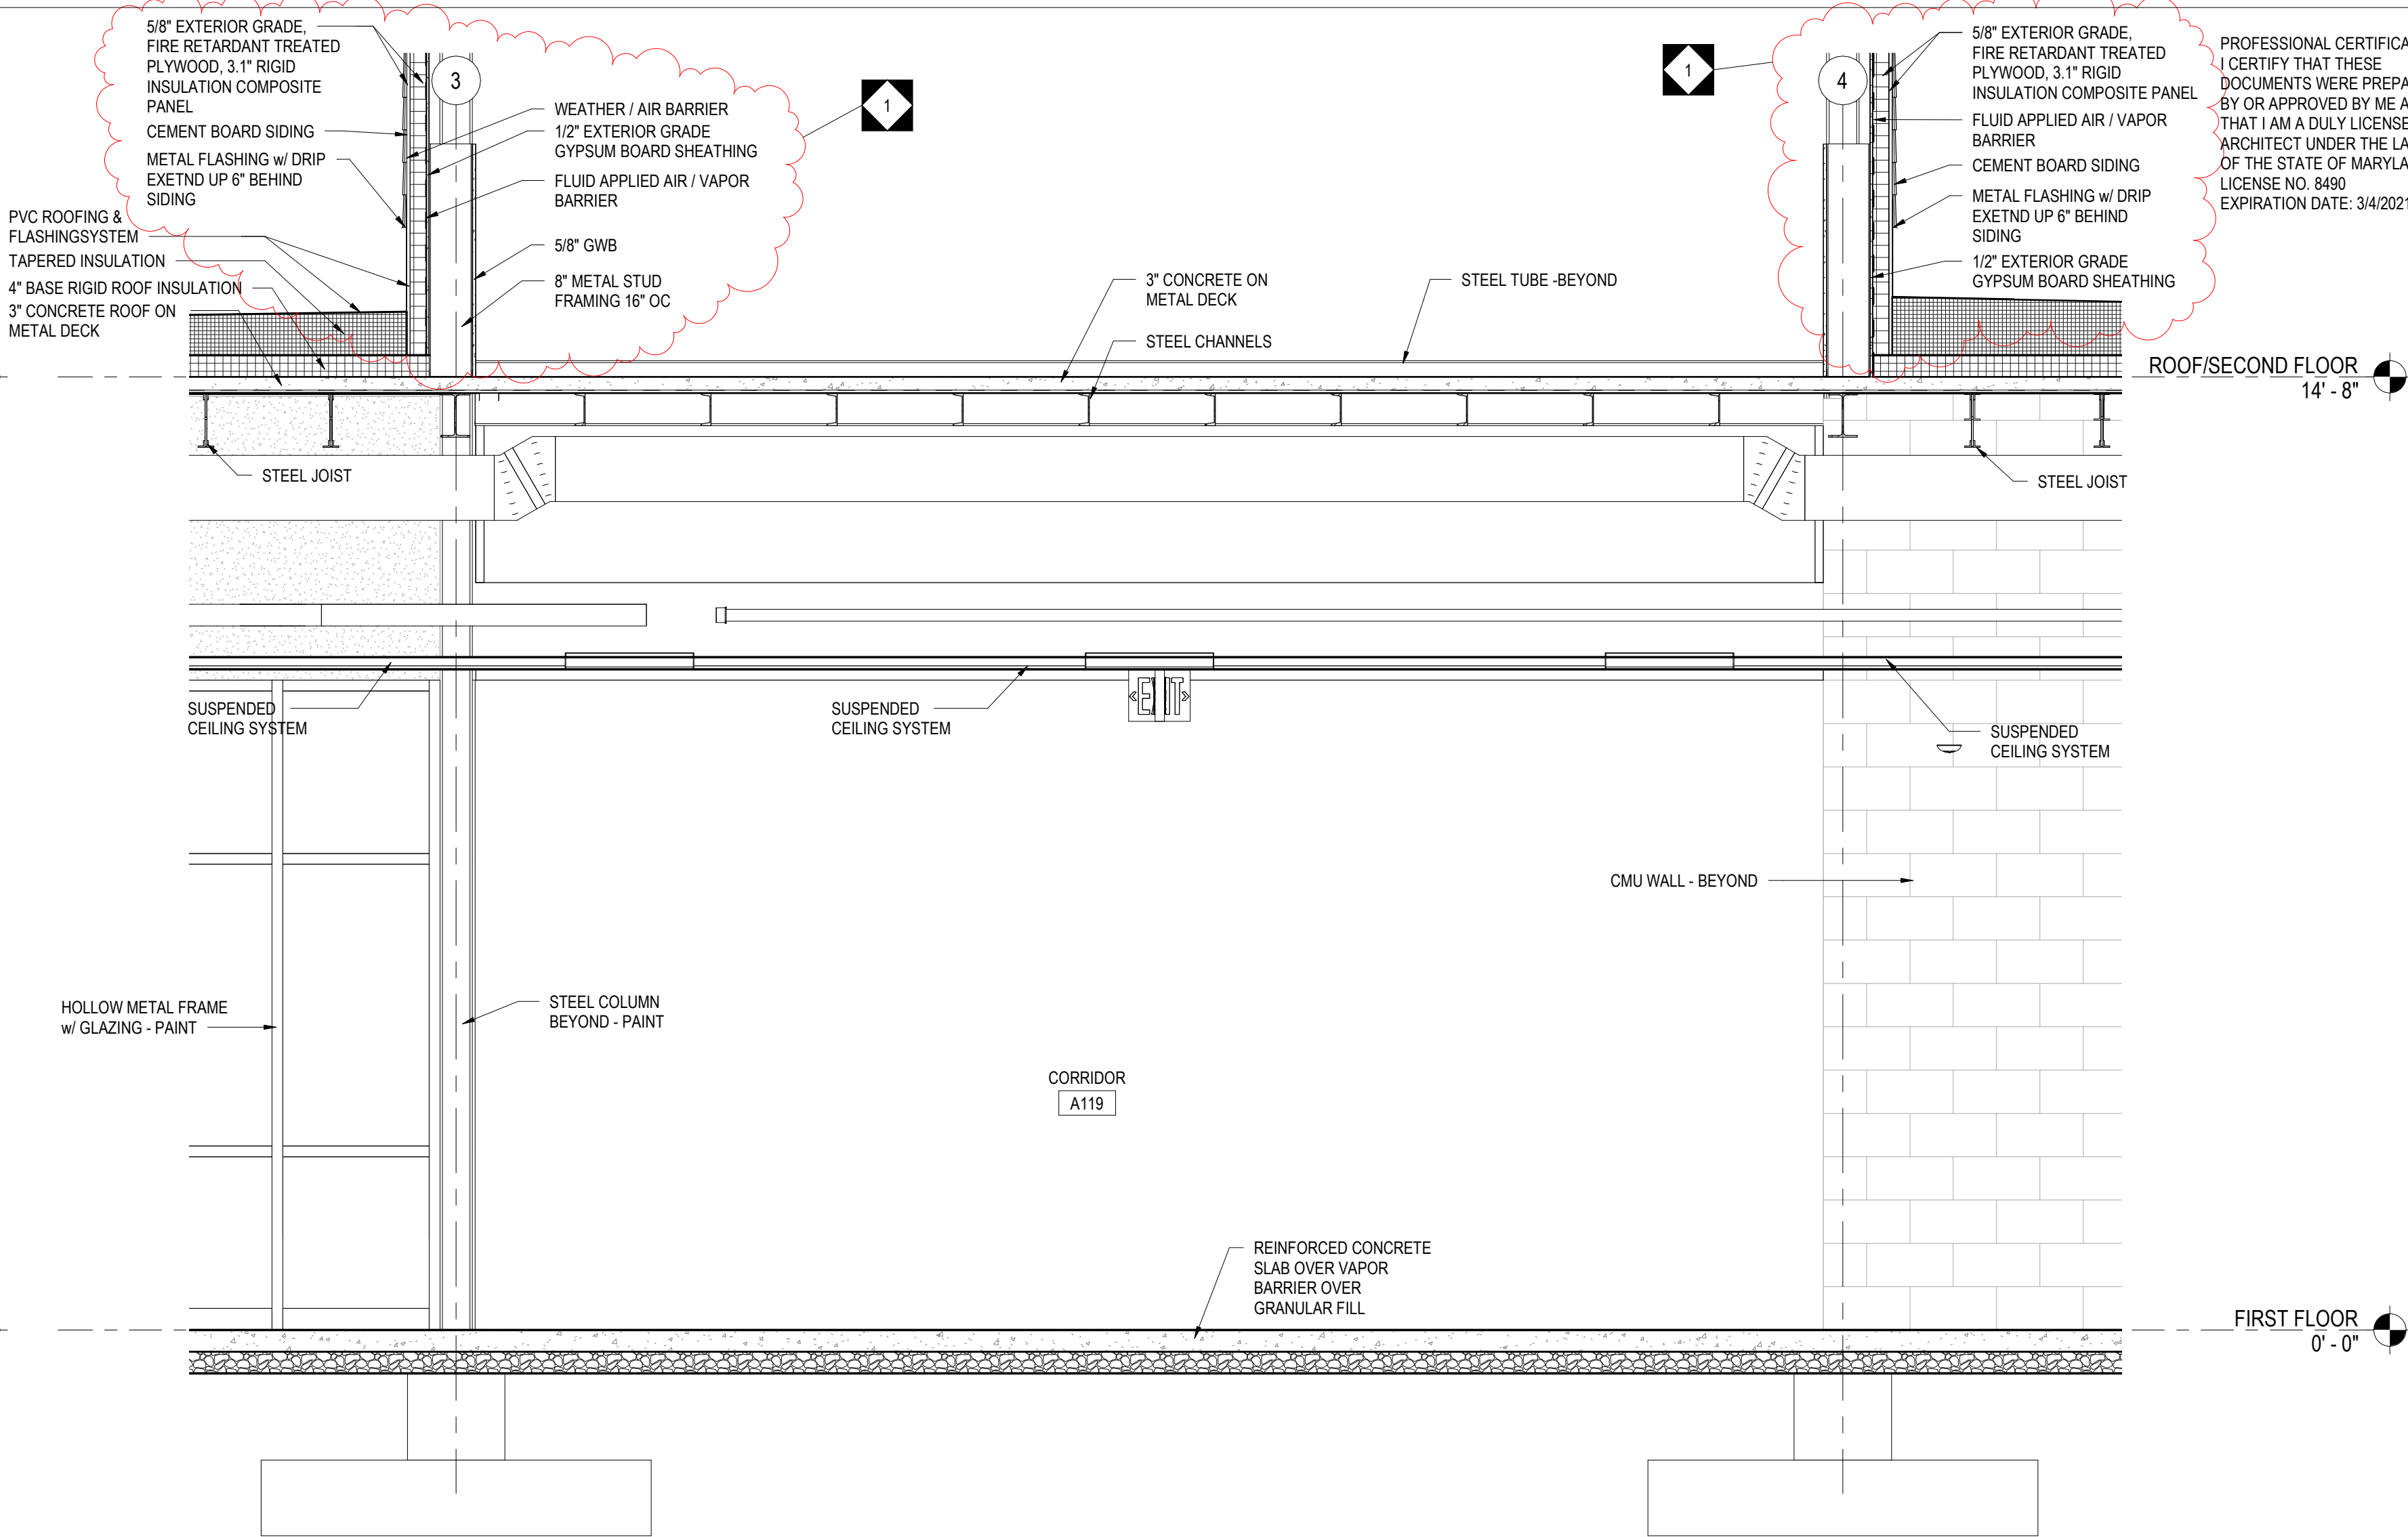 5/8" EXTERIOR GRADE,
FIRE RETARDANT TREATED
PLYWOOD, 3.1" RIGID
INSULATION COMPOSITE
PANEL
CEMENT BOARD SIDING
METAL FLASHING w/ DRIP
EXETND UP 6" BEHIND
SIDING
PVC ROOFING &
FLASHINGSYSTEM
TAPERED INSULATION
4" BASE RIGID ROOF INSULATION
3" CONCRETE ROOF ON
METAL DECK
3
WEATHER / AIR BARRIER
1/2" EXTERIOR GRADE
GYPSUM BOARD SHEATHING
FLUID APPLIED AIR / VAPOR
BARRIER
5/8" GWB
8" METAL STUD
FRAMING 16" OC
1
3" CONCRETE ON
METAL DECK
STEEL CHANNELS
STEEL TUBE -BEYOND
1
4
5/8" EXTERIOR GRADE,
FIRE RETARDANT TREATED
PLYWOOD, 3.1" RIGID
INSULATION COMPOSITE PANEL
FLUID APPLIED AIR / VAPOR
BARRIER
CEMENT BOARD SIDING
METAL FLASHING w/ DRIP
EXETND UP 6" BEHIND
SIDING
1/2" EXTERIOR GRADE
GYPSUM BOARD SHEATHING
PROFESSIONAL CERTIFICA
I CERTIFY THAT THESE
DOCUMENTS WERE PREPA
BY OR APPROVED BY ME A
THAT I AM A DULY LICENSE
ARCHITECT UNDER THE LA
OF THE STATE OF MARYLA
LICENSE NO. 8490
EXPIRATION DATE: 3/4/2021
ROOF/SECOND FLOOR
14' - 8"
STEEL JOIST
STEEL JOIST
SUSPENDED
CEILING SYSTEM
SUSPENDED
CEILING SYSTEM
EXIT
SUSPENDED
CEILING SYSTEM
CMU WALL - BEYOND
HOLLOW METAL FRAME
w/ GLAZING - PAINT
STEEL COLUMN
BEYOND - PAINT
CORRIDOR
A119
REINFORCED CONCRETE
SLAB OVER VAPOR
BARRIER OVER
GRANULAR FILL
FIRST FLOOR
0' - 0"